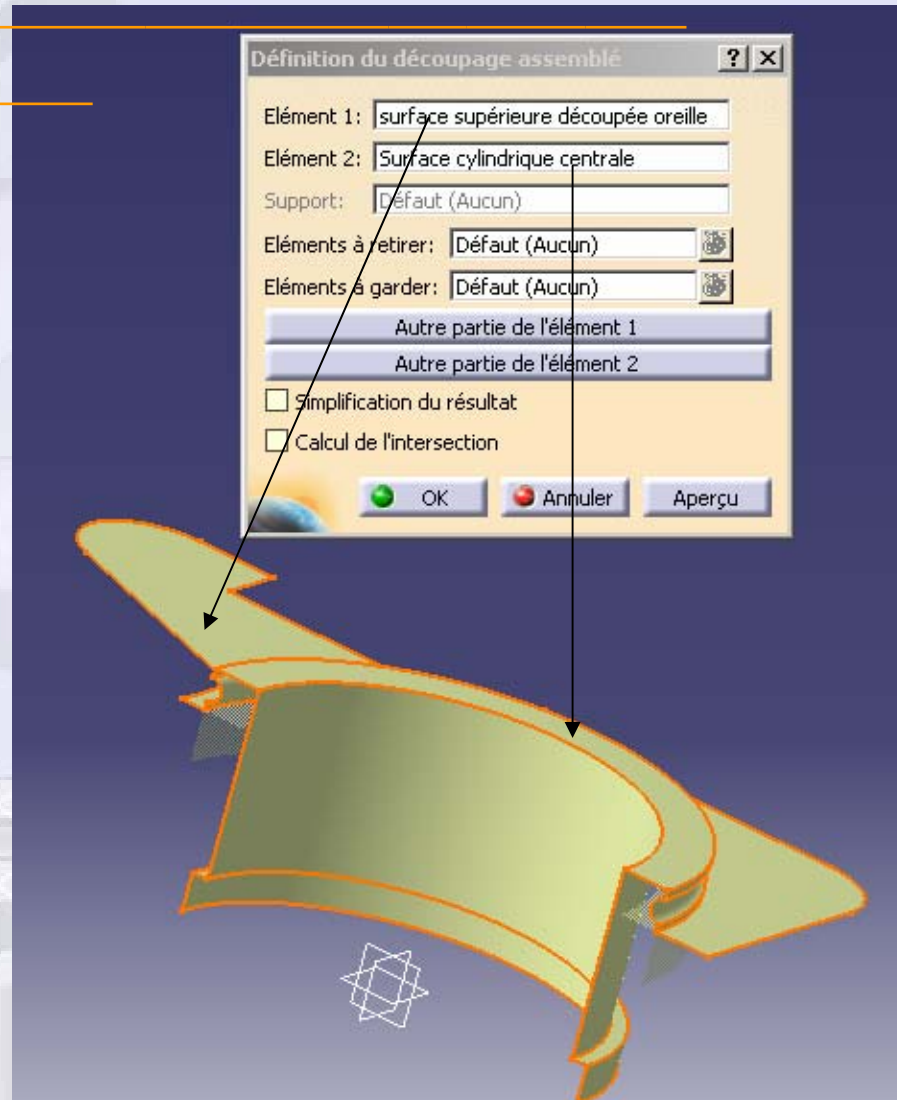 Définition du découpage assemblé
Elément 1: surface supérieure découpée oreille
Elément 2: Surface cylindrique centrale
Support: Défaut (Aucun)
Eléments à retirer: Défaut (Aucun)
Eléments à garder: Défaut (Aucun)
Autre partie de l'élément 1
Autre partie de l'élément 2
Simplification du résultat
Calcul de l'intersection
OK Annuler Aperçu